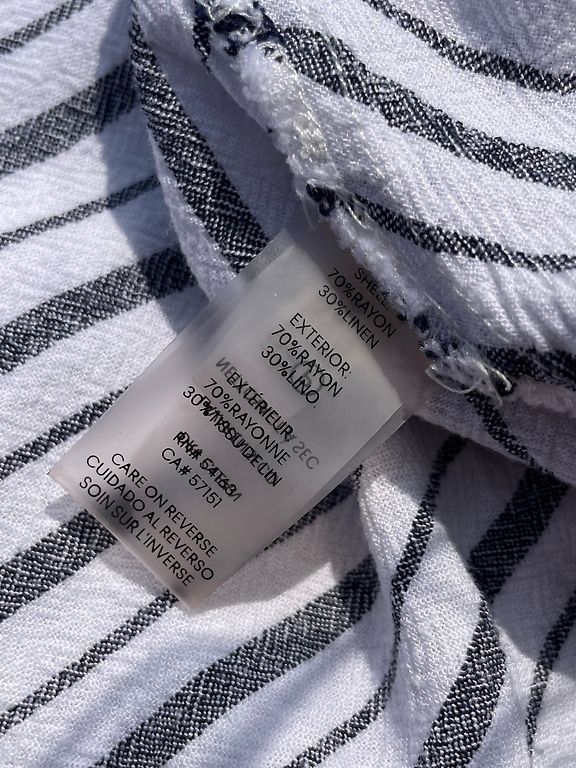 SHELL
70%RAYON
30%LINEN
EXTERIOR:
70%RAYON
30%LINO.
EXTERIEUR:
70%RAYONNE
30% TISSU DE LIN
RN#
CA# 57151
CARE ON REVERSE
CUIDADO AL REVERSO
SOIN SUR L'INVERSE